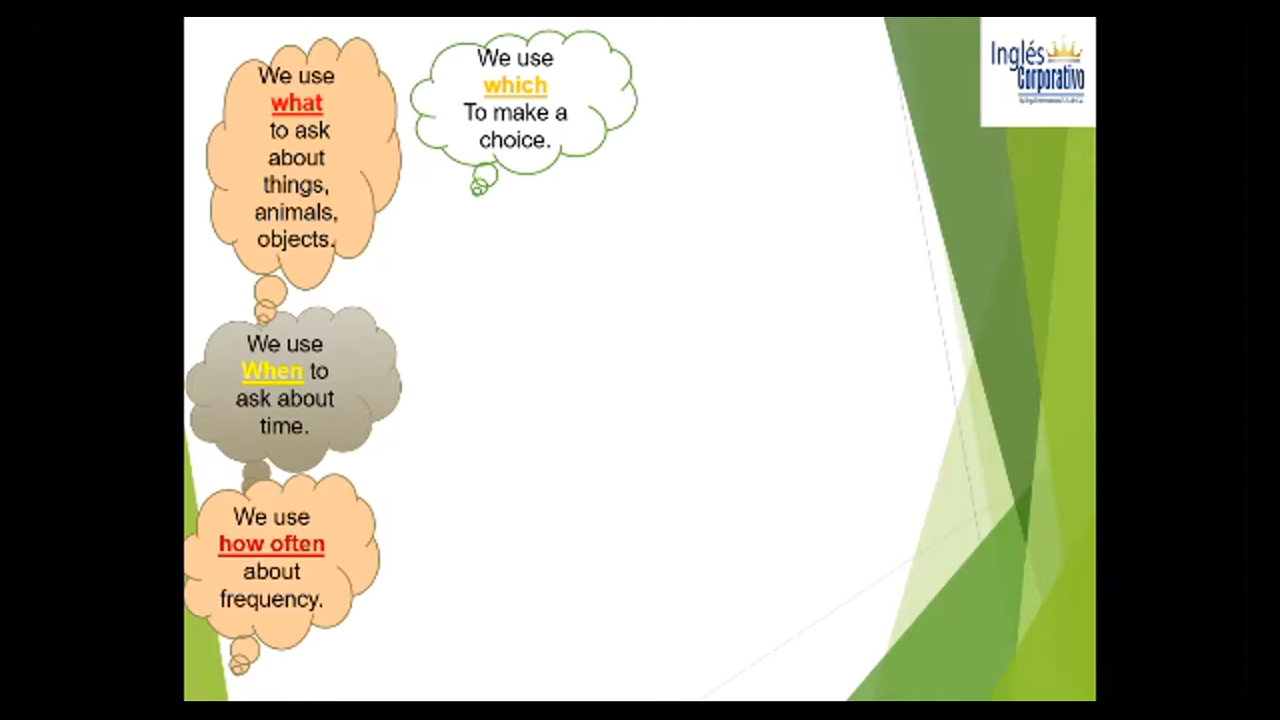 We use
what
to ask
about
things,
animals,
objects.
We use
When to
ask about
time.
We use
how often
about
frequency.
We use
which
To make a
choice.
Inglés
Corporativo